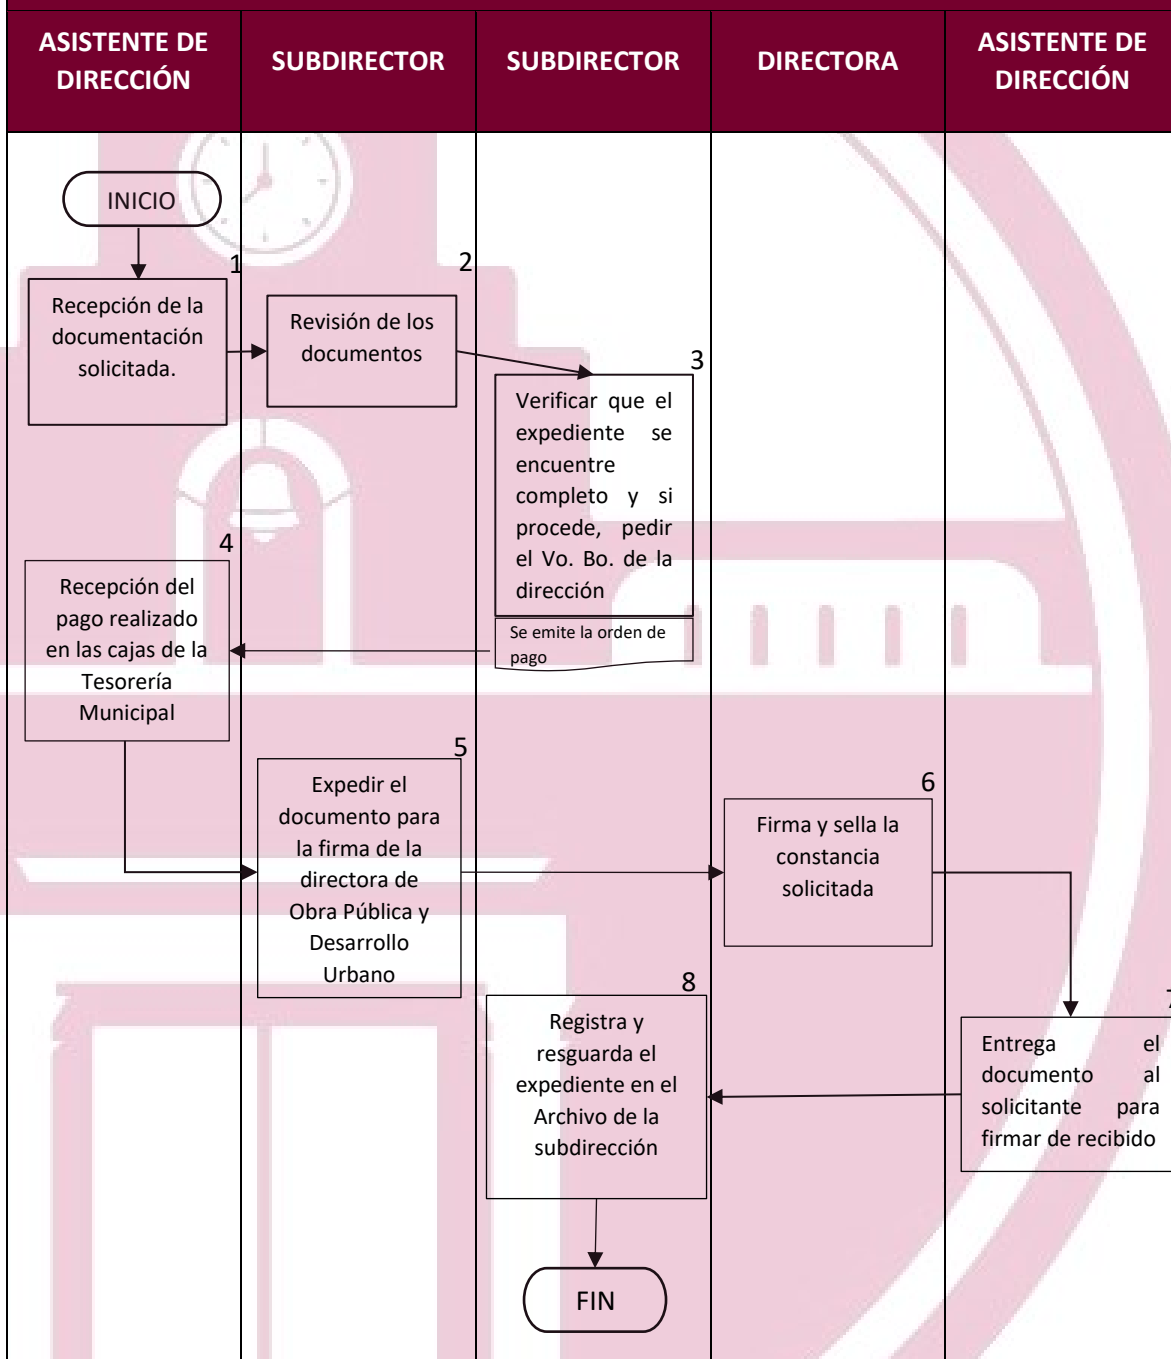 ASISTENTE DE
DIRECCIÓN
SUBDIRECTOR
SUBDIRECTOR
DIRECTORA
ASISTENTE DE
DIRECCIÓN
INICIO
1
Recepción de la
documentación
solicitada.
2
Revisión de los
documentos
3
Verificar que el
expediente se
encuentre
completo y si
procede, pedir
el Vo. Bo. de la
dirección
Se emite la orden de
pago
4
Recepción del
pago realizado
en las cajas de la
Tesorería
Municipal
5
Expedir el
documento para
la firma de la
directora de
Obra Pública y
Desarrollo
Urbano
6
Firma y sella la
constancia
solicitada
7
Entrega el
documento al
solicitante para
firmar de recibido
8
Registra y
resguarda el
expediente en el
Archivo de la
subdirección
FIN